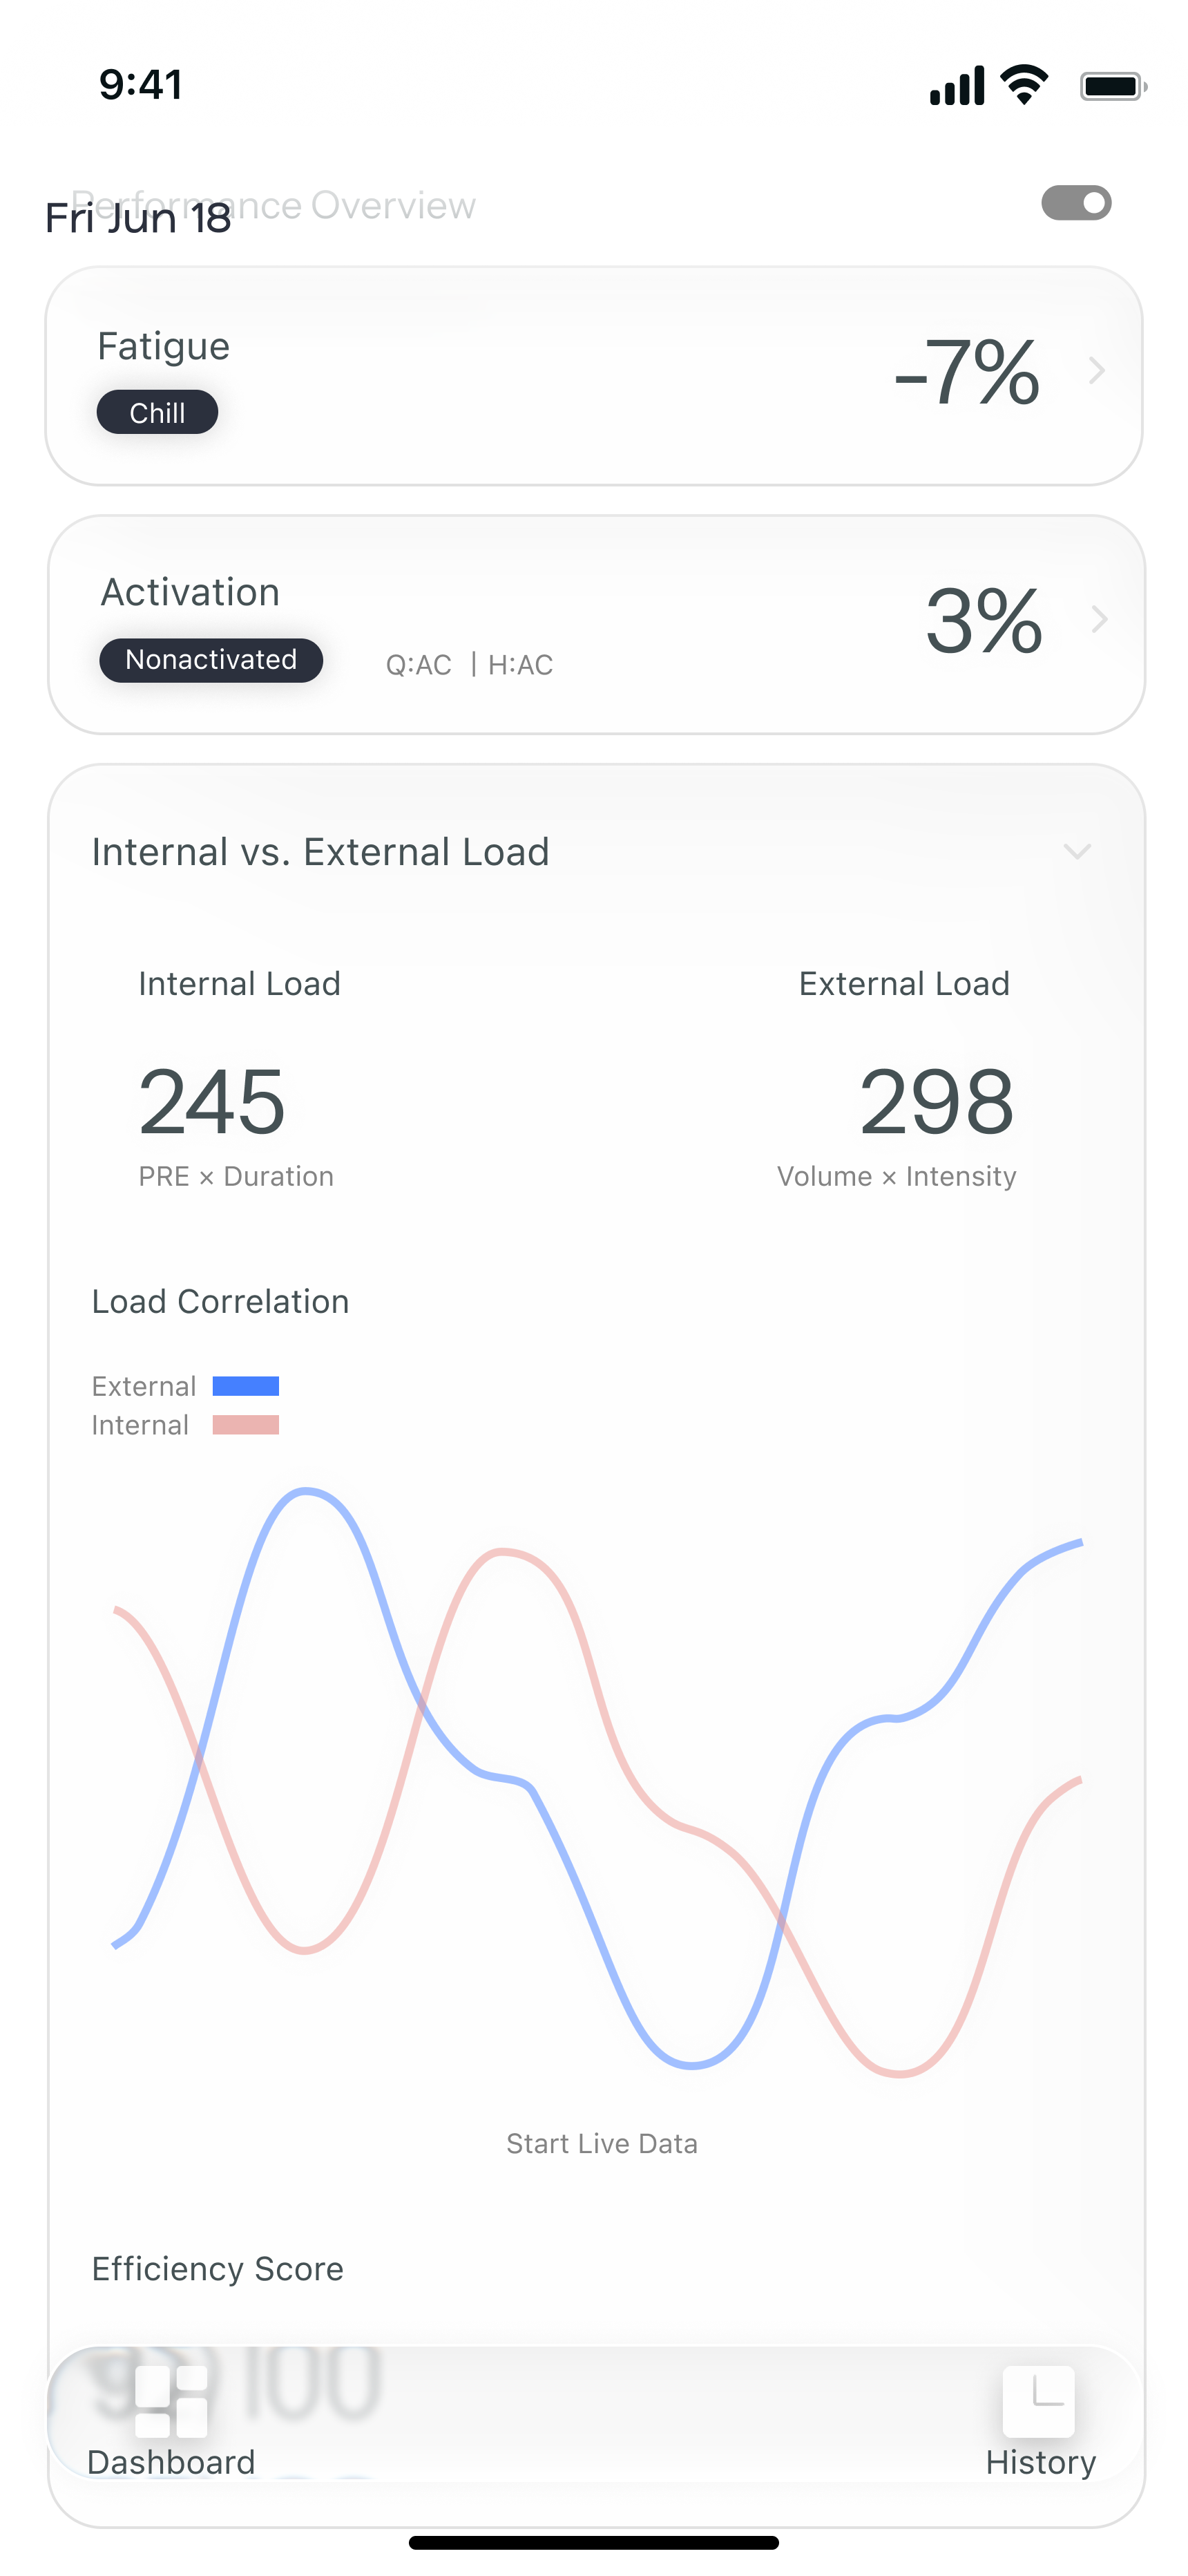 9:41
Performance Overview
Fri Jun 18
Fatigue
-7%
Chill
Activation
3%
Nonactivated
Q:AC | H:AC
Internal vs. External Load
Internal Load
External Load
245
298
PRE × Duration
Volume × Intensity
Load Correlation
External
Internal
Start Live Data
Efficiency Score
100
Dashboard
History